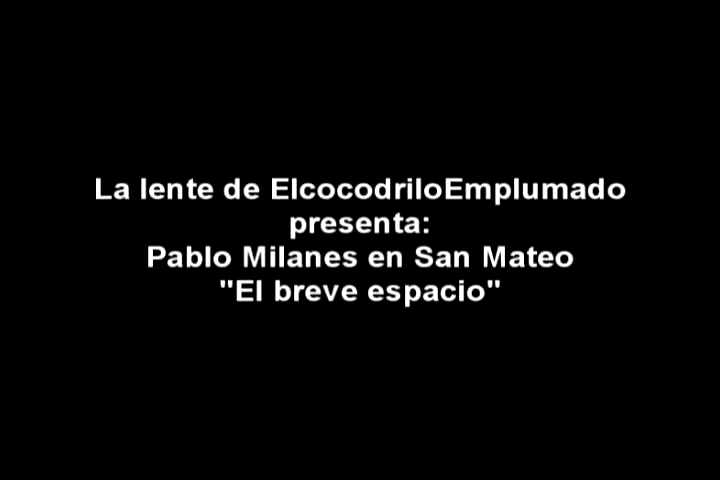 La lente de ElcocodriloEmplumado
presenta:
Pablo Milanes en San Mateo
"El breve espacio"